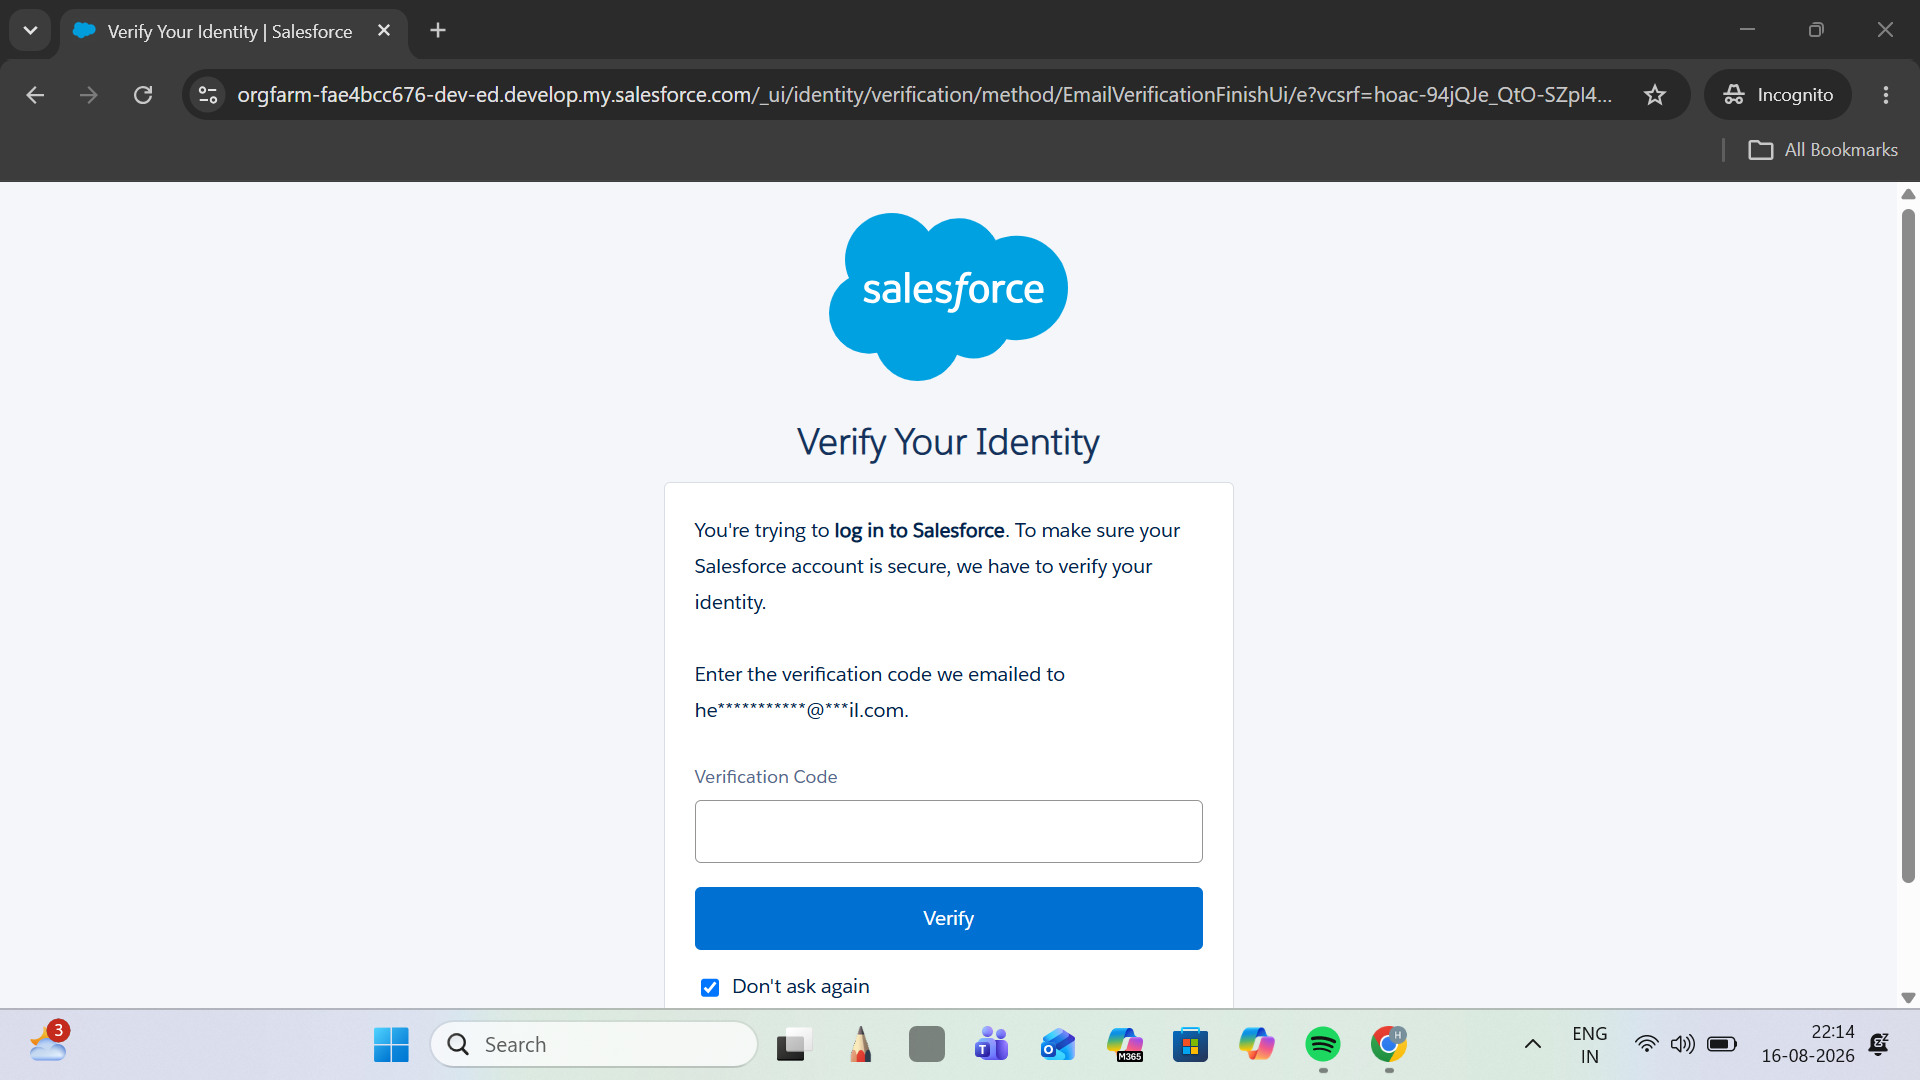 Verify Your Identity | Salesforce
orgfarm-fae4bcc676-dev-ed.develop.my.salesforce.com/_ui/identity/verification/method/EmailVerificationFinishUi/e?vcsrf=hoac-94jQJe_QtO-SZpl4...
Incognito
All Bookmarks
salesforce
Verify Your Identity
You're trying to log in to Salesforce. To make sure your
Salesforce account is secure, we have to verify your
identity.
Enter the verification code we emailed to
he***********@***il.com.
Verification Code
Verify
Don't ask again
3
Search
T
O
M365
H
ENG
IN
22:14
16-08-2026